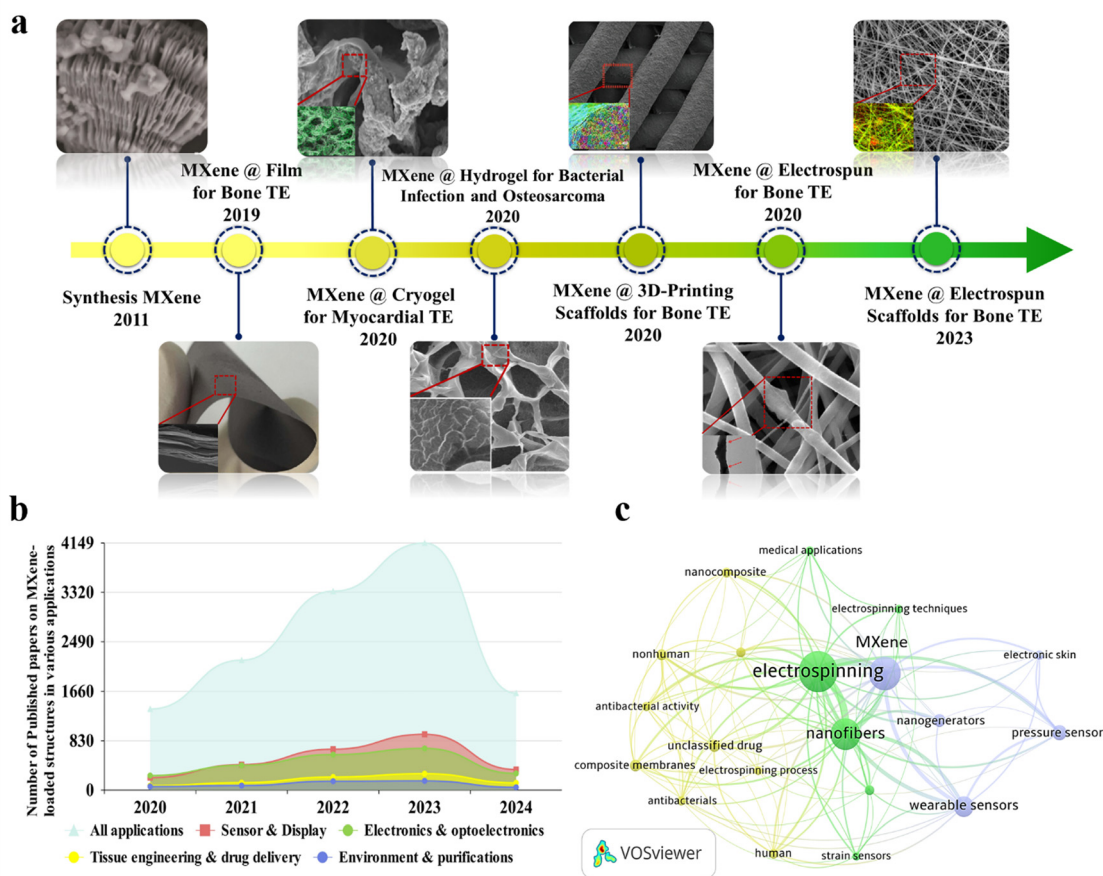 a
MXene @ Film
for Bone TE
2019
MXene @ Hydrogel for Bacterial
Infection and Osteosarcoma
2020
MXene @ Electrospun
for Bone TE
2020
Synthesis MXene
2011
MXene @ Cryogel
for Myocardial TE
2020
MXene @ 3D-Printing
Scaffolds for Bone TE
2020
MXene @ Electrospun
Scaffolds for Bone TE
2023
b
Number of Published papers on MXene-
loaded structures in various applications
4149
3320
2490
1660
830
0
2020 2021 2022 2023 2024
All applications Sensor & Display Electronics & optoelectronics
Tissue engineering & drug delivery Environment & purifications
c
medical applications
nanocomposite
electrospinning techniques
MXene
nonhuman
electronic skin
electrospinning
antibacterial activity
nanogenerators
nanofibers
pressure sensor
unclassified drug
composite membranes
electrospinning process
antibacterials
wearable sensors
human
strain sensors
VOSviewer